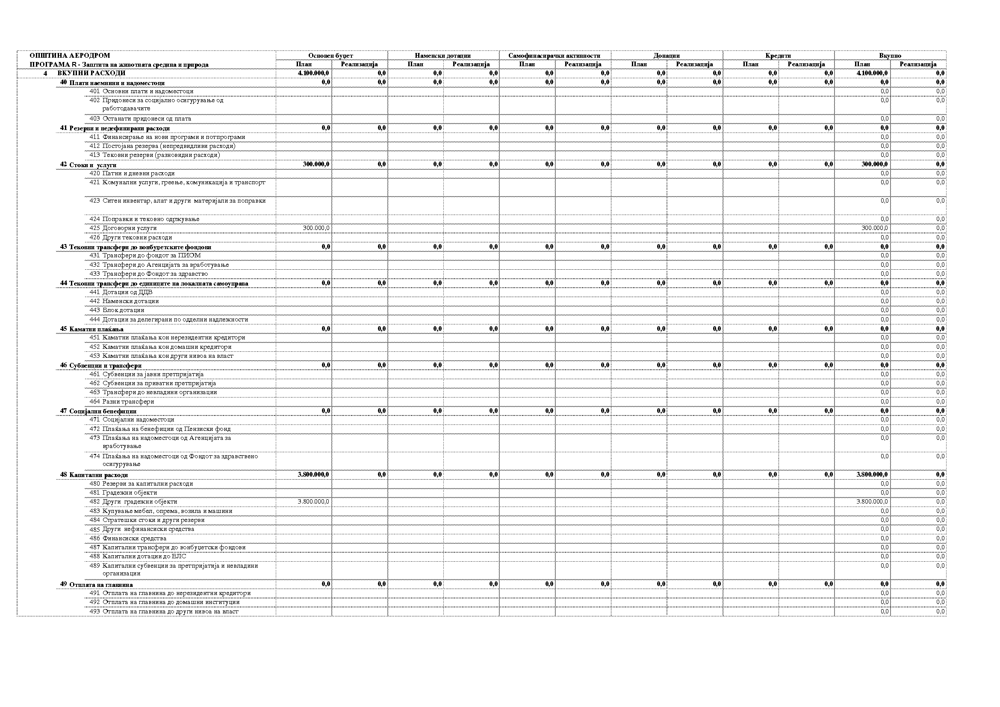 ОПШТИНА АЕРОДРОМ Основен буџет Наменски дотации Самофинасирачки активности Донации Кредити Вкупно
ПРОГРАМА R - Заштита на животната средина и природа План Реализација План Реализација План Реализација План Реализација План Реализација План Реализација
4 ВКУПНИ РАСХОДИ 4.100.000,0 0,0 0,0 0,0 0,0 0,0 0,0 0,0 0,0 0,0 4.100.000,0 0,0
40 Плати наемнини и надоместоци 0,0 0,0 0,0 0,0 0,0 0,0 0,0 0,0 0,0 0,0 0,0 0,0
401 Основни плати и надоместоци 0,0 0,0
402 Придонеси за социјално осигурување од 0,0 0,0
работодавачите
403 Останати придонеси од плата 0,0 0,0
41 Резерви и недефинирани расходи 0,0 0,0 0,0 0,0 0,0 0,0 0,0 0,0 0,0 0,0 0,0 0,0
411 Финансирање на нови програми и потпрограми 0,0 0,0
412 Постојана резерва (непредвидливи расходи) 0,0 0,0
413 Тековни резерви (разновидни расходи) 0,0 0,0
42 Стоки и услуги 300.000,0 0,0 0,0 0,0 0,0 0,0 0,0 0,0 0,0 0,0 300.000,0 0,0
420 Патни и дневни расходи 0,0 0,0
421 Комунални услуги, греење, комуникација и транспорт 0,0 0,0
423 Ситен инвентар, алат и други материјали за поправки 0,0 0,0
424 Поправки и тековно одржување 0,0 0,0
425 Договорни услуги 300.000,0 300.000,0 0,0
426 Други тековни расходи 0,0 0,0
43 Тековни трансфери до вонбуџетските фондови 0,0 0,0 0,0 0,0 0,0 0,0 0,0 0,0 0,0 0,0 0,0 0,0
431 Трансфери до фондот за ПИОМ 0,0 0,0
432 Трансфери до Агенцијата за вработување 0,0 0,0
433 Трансфери до Фондот за здравство 0,0 0,0
44 Тековни трансфери до единиците на локалната самоуправа 0,0 0,0 0,0 0,0 0,0 0,0 0,0 0,0 0,0 0,0 0,0 0,0
441 Дотации од ДДВ 0,0 0,0
442 Наменски дотации 0,0 0,0
443 Блок дотации 0,0 0,0
444 Дотации за делегирани по одделни надлежности 0,0 0,0
45 Каматни плаќања 0,0 0,0 0,0 0,0 0,0 0,0 0,0 0,0 0,0 0,0 0,0 0,0
451 Каматни плаќања кон нерезидентни кредитори 0,0 0,0
452 Каматни плаќања кон домашни кредитори 0,0 0,0
453 Каматни плаќања кон други нивоа на власт 0,0 0,0
46 Субвенции и трансфери 0,0 0,0 0,0 0,0 0,0 0,0 0,0 0,0 0,0 0,0 0,0 0,0
461 Субвенции за јавни претпријатија 0,0 0,0
462 Субвенции за приватни претпријатија 0,0 0,0
463 Трансфери до невладини организации 0,0 0,0
464 Разни трансфери 0,0 0,0
47 Социјални бенефиции 0,0 0,0 0,0 0,0 0,0 0,0 0,0 0,0 0,0 0,0 0,0 0,0
471 Социјални надоместоци 0,0 0,0
472 Плаќања на бенефиции од Пензиски фонд 0,0 0,0
473 Плаќања на надоместоци од Агенцијата за 0,0 0,0
вработување
474 Плаќања на надоместоци од Фондот за здравствено 0,0 0,0
осигурување
48 Капитални расходи 3.800.000,0 0,0 0,0 0,0 0,0 0,0 0,0 0,0 0,0 0,0 3.800.000,0 0,0
480 Резерви за капитални расходи 0,0 0,0
481 Градежни објекти 0,0 0,0
482 Други градежни објекти 3.800.000,0 3.800.000,0 0,0
483 Купување мебел, опрема, возила и машини 0,0 0,0
484 Стратешки стоки и други резерви 0,0 0,0
485 Други нефинансиски средства 0,0 0,0
486 Финансиски средства 0,0 0,0
487 Капитални трансфери до вонбуџетски фондови 0,0 0,0
488 Капитални дотации до ЕЛС 0,0 0,0
489 Капитални субвенции за претпријатија и невладини 0,0 0,0
организации
49 Отплата на главнина 0,0 0,0 0,0 0,0 0,0 0,0 0,0 0,0 0,0 0,0 0,0 0,0
491 Отплата на главнина до нерезидентни кредитори 0,0 0,0
492 Отплата на главнина до домашни институции 0,0 0,0
493 Отплата на главнина до други нивоа на власт 0,0 0,0